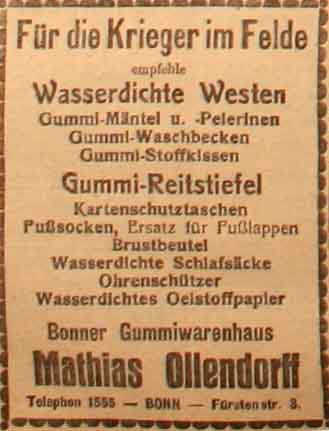 Für die Krieger im Felde
empfehle
Wasserdichte Westen
Gummi-Mäntel u. -Pelerinen
Gummi-Waschbecken
Gummi-Stoffkissen
Gummi-Reitstiefel
Kartenschutztaschen
Pußsocken, Ersatz für Fußlappen
Brustbeutel
Wasserdichte Schlafsäcke
Ohrenschützer
Wasserdichtes Oelstoffpapier
Bonner Gummiwarenhaus
Mathias Ollendorff
Telephon 1555 — BONN — Fürstenstr. 3.